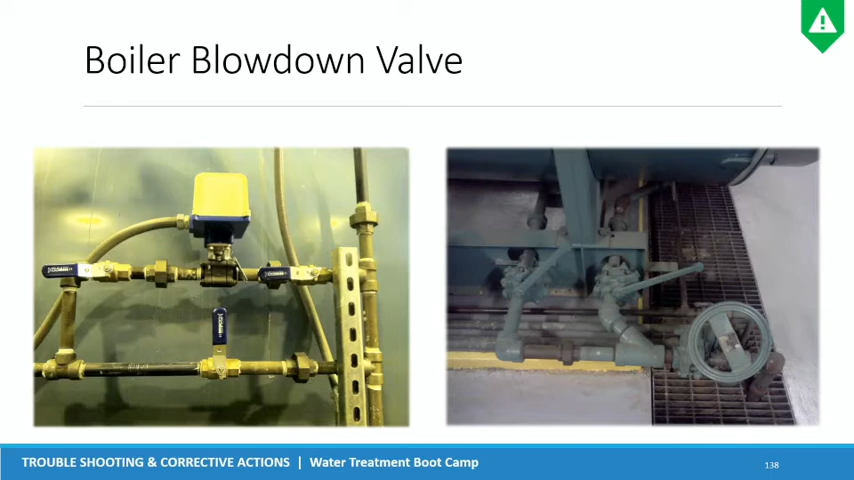 Boiler Blowdown Valve
TROUBLE SHOOTING & CORRECTIVE ACTIONS | Water Treatment Boot Camp
138